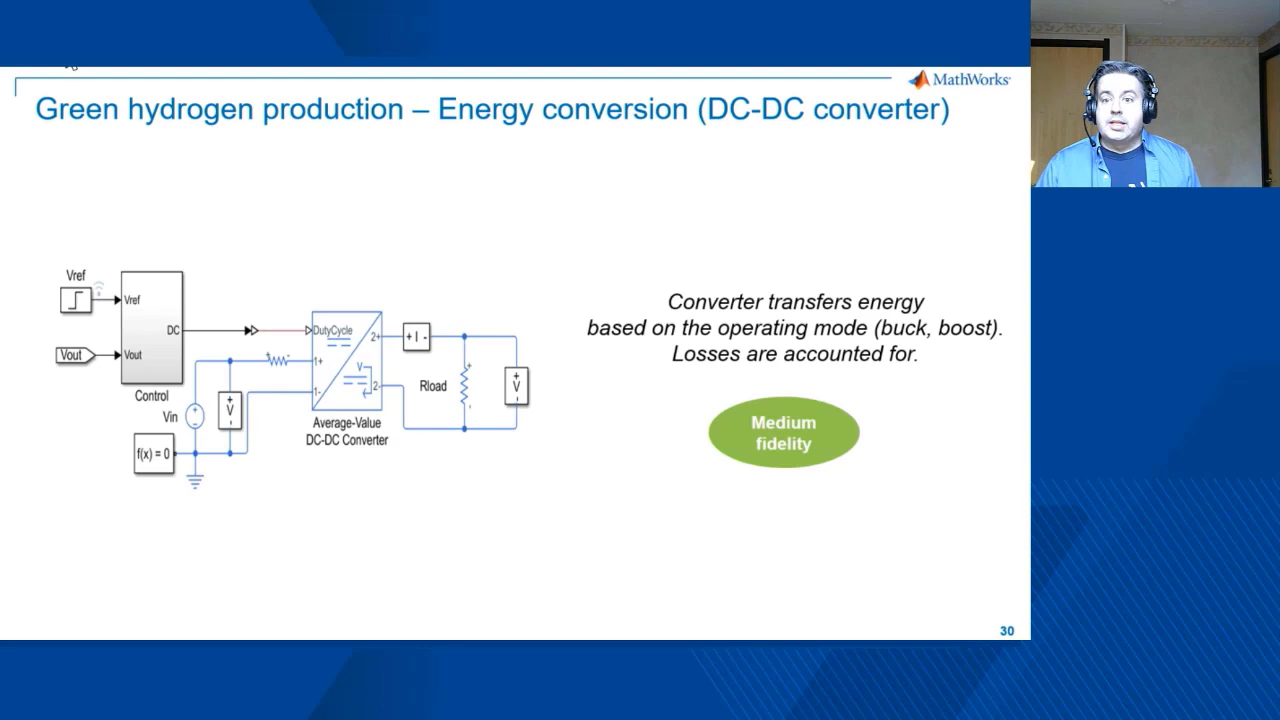 MathWorks®
Green hydrogen production – Energy conversion (DC-DC converter)
Vref
Vref
DC
Vout
Vout
Control
DutyCycle
1+
1-
2+
2-
V
+ I -
+
V
-
Vin
+
V
-
Rload
f(x) = 0
Average-Value
DC-DC Converter
Converter transfers energy
based on the operating mode (buck, boost).
Losses are accounted for.
Medium
fidelity
30